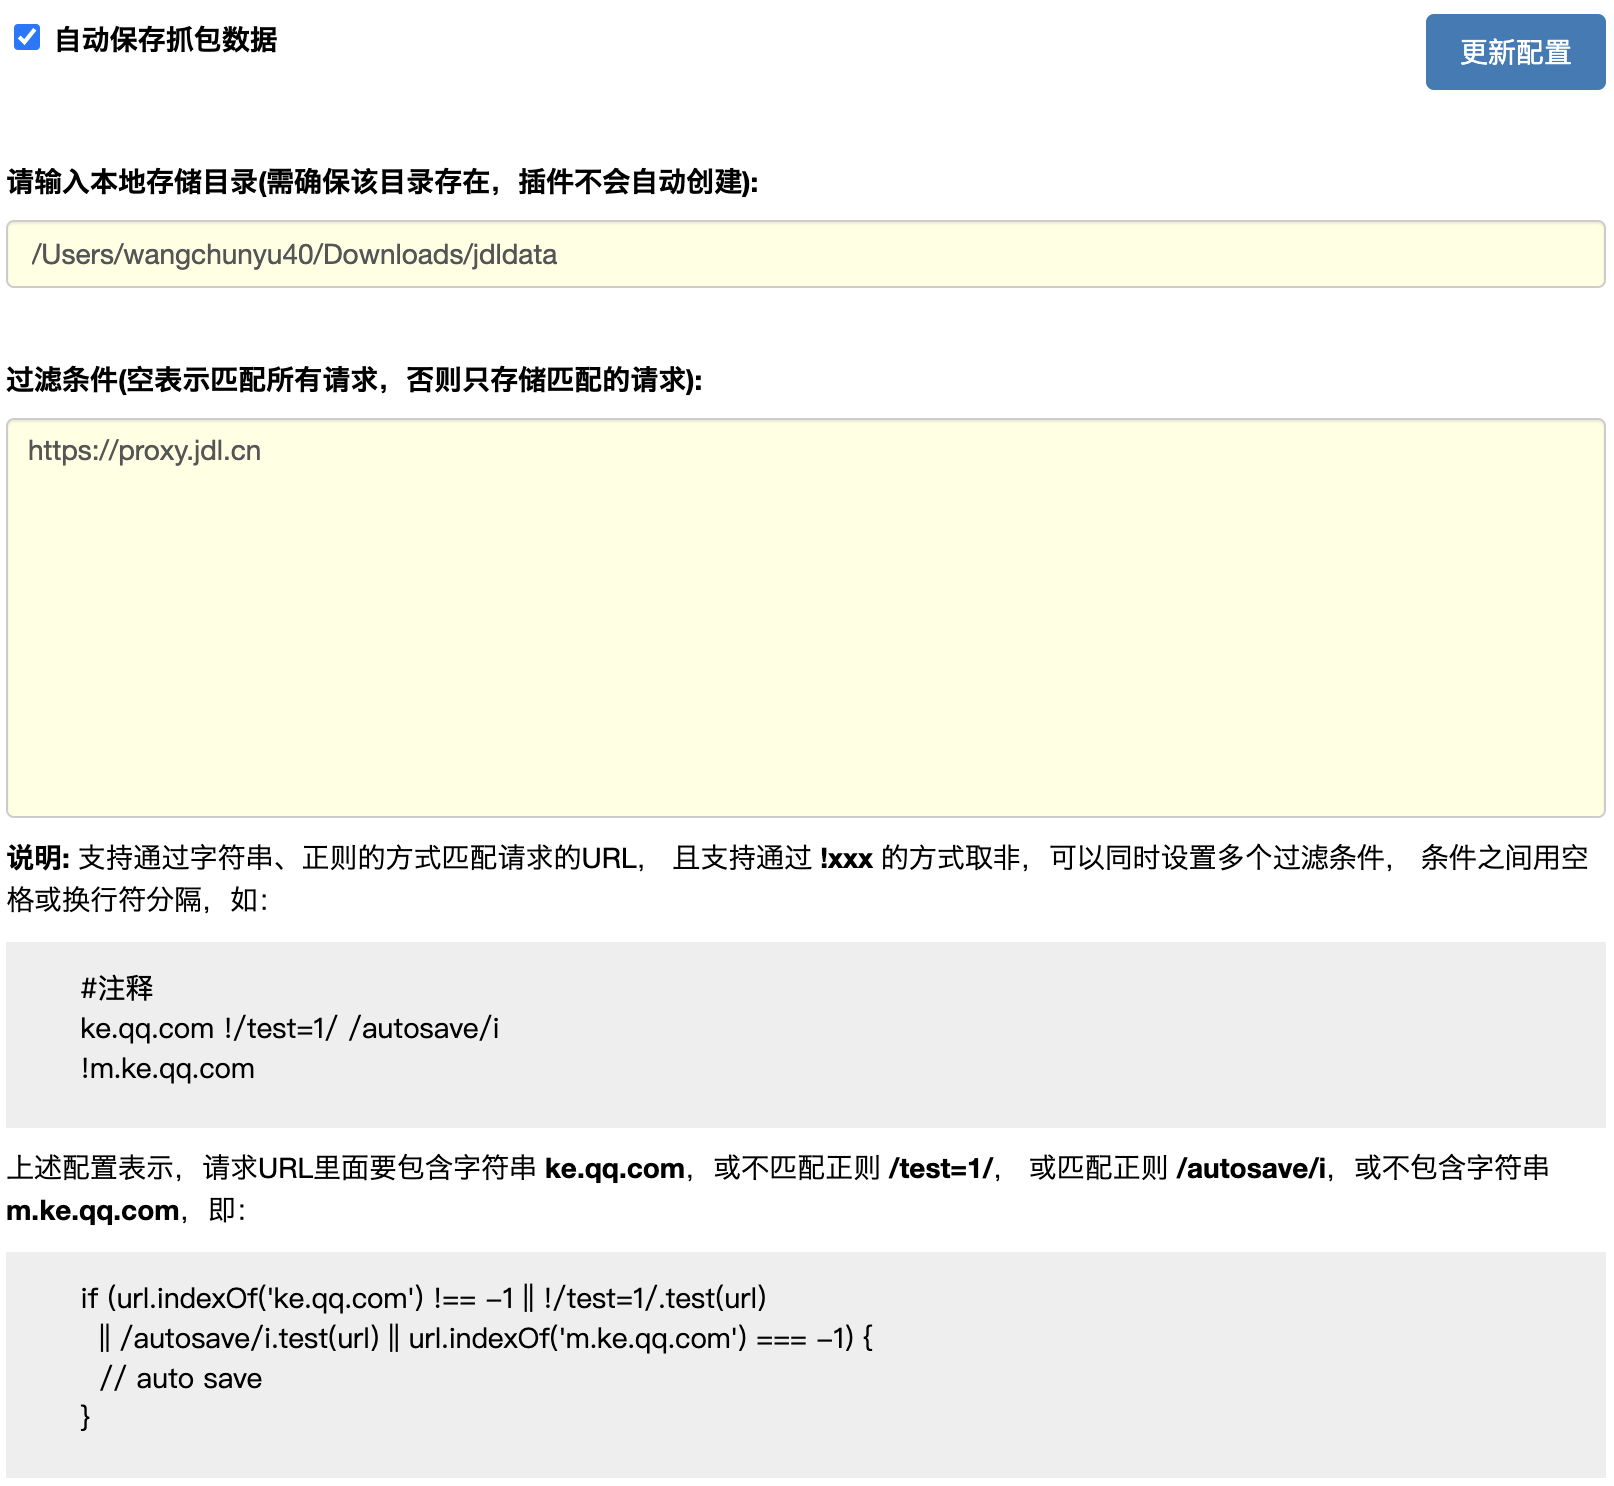 自动保存抓包数据
更新配置
请输入本地存储目录(需确保该目录存在，插件不会自动创建):
/Users/wangchunyu40/Downloads/jdldata
过滤条件(空表示匹配所有请求，否则只存储匹配的请求):
https://proxy.jdl.cn
说明: 支持通过字符串、正则的方式匹配请求的URL， 且支持通过 !xxx 的方式取非，可以同时设置多个过滤条件， 条件之间用空
格或换行符分隔，如：
#注释
ke.qq.com !/test=1/ /autosave/i
!m.ke.qq.com
上述配置表示，请求URL里面要包含字符串 ke.qq.com，或不匹配正则 /test=1/， 或匹配正则 /autosave/i，或不包含字符串
m.ke.qq.com，即：
if (url.indexOf('ke.qq.com') !== -1 || !/test=1/.test(url)
|| /autosave/i.test(url) || url.indexOf('m.ke.qq.com') === -1) {
// auto save
}